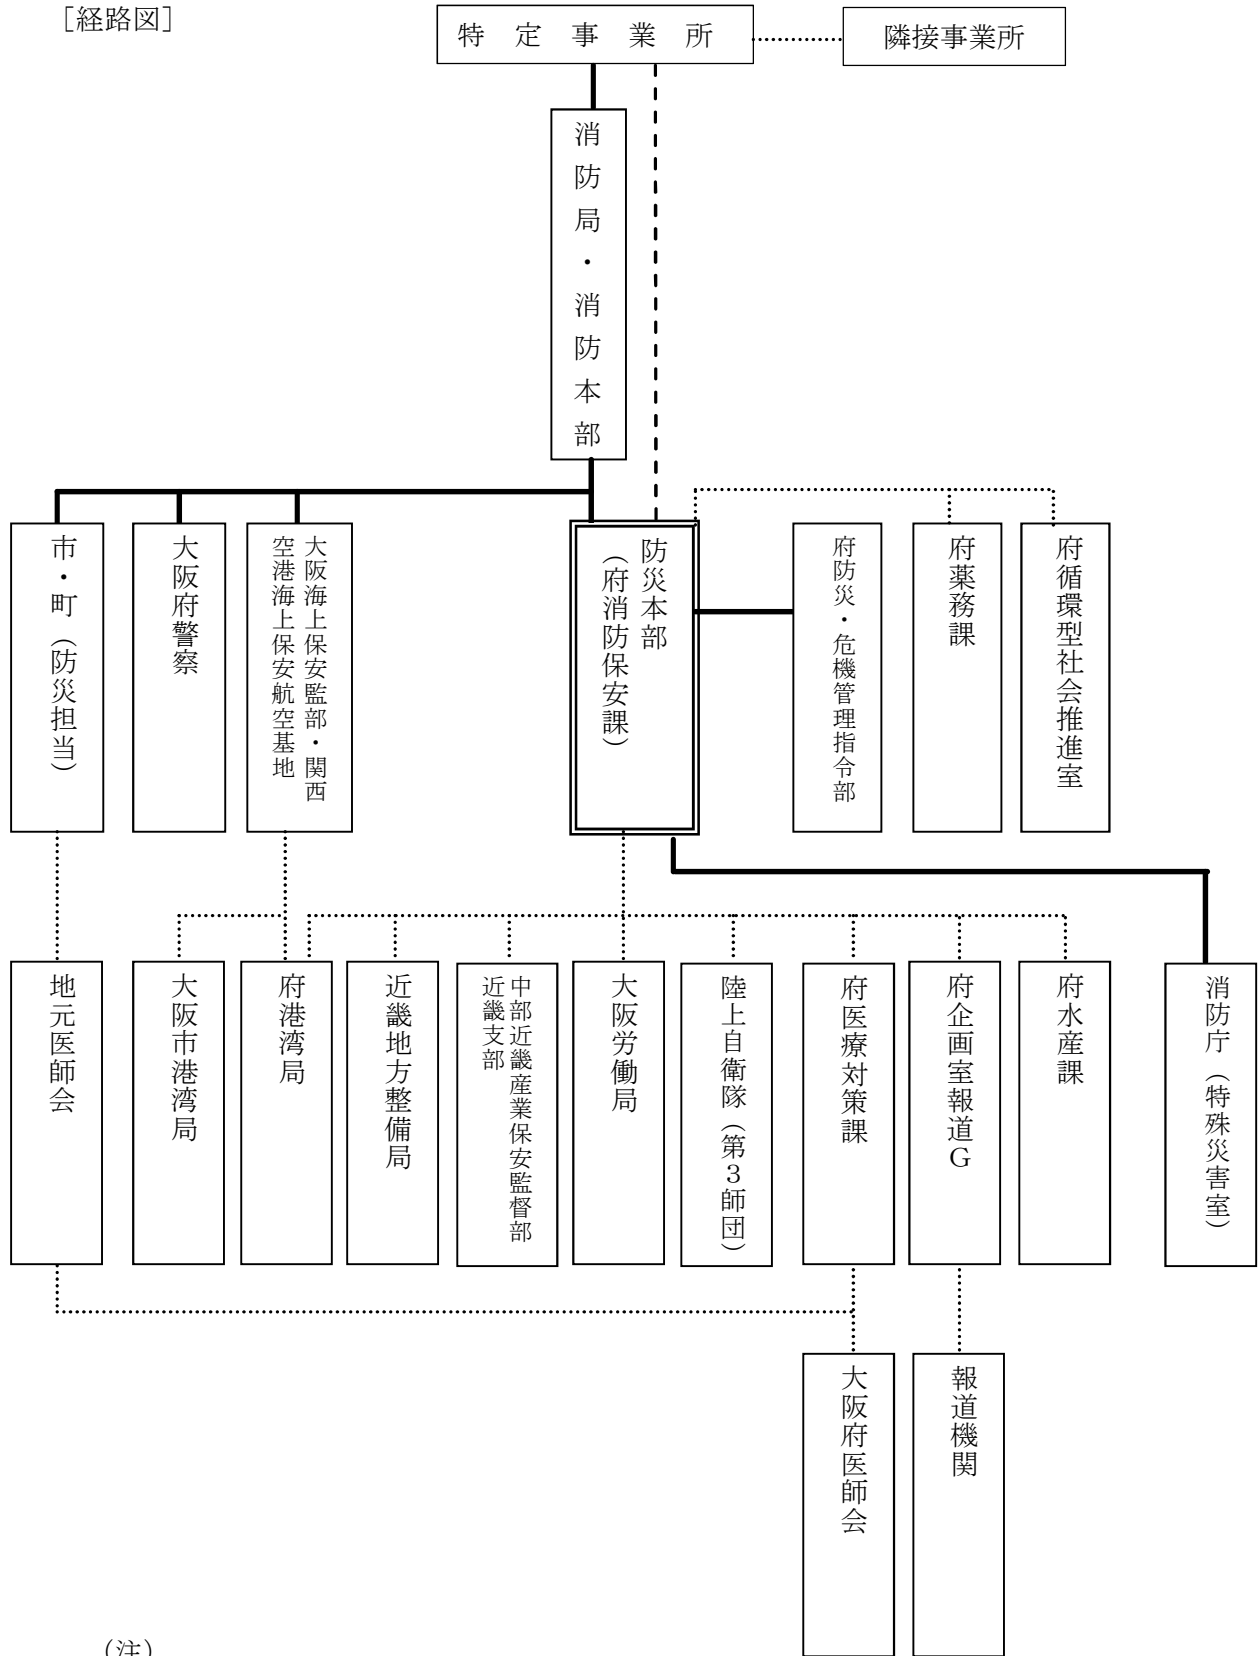 ［経路図］
特定事業所
隣接事業所
消防局・消防本部
市・町（防災担当）
大阪府警察
大阪海上保安監部・関西
空港海上保安航空基地
防災本部
（府消防保安課）
府防災・危機管理指令部
府薬務課
府循環型社会推進室
地元医師会
大阪市港湾局
府港湾局
近畿地方整備局
中部近畿産業保安監督部
近畿支部
大阪労働局
陸上自衛隊（第３師団）
府医療対策課
府企画室報道Ｇ
府水産課
消防庁（特殊災害室）
大阪府医師会
報道機関
（注）